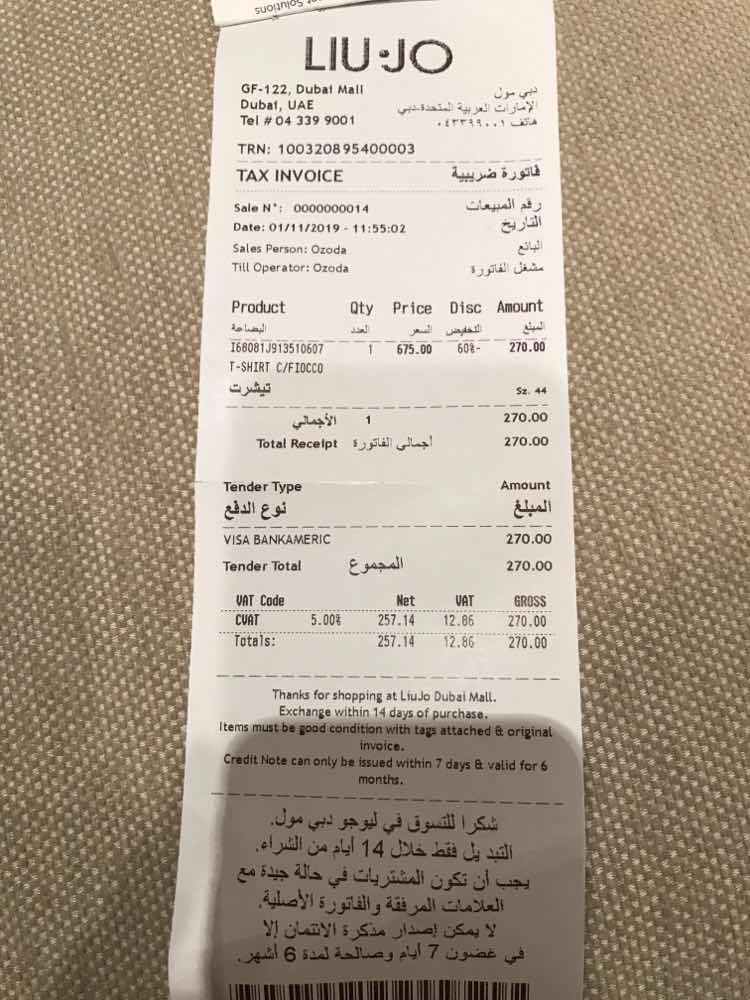 Solutions
LIU·JO
GF-122, Dubai Mall دبي مول
Dubai, UAE الإمارات العربية المتحدة-دبي
Tel # 04 339 9001 هاتف ٠٤٣٣٩٩٠٠١
TRN: 100320895400003
TAX INVOICE فاتورة ضريبية
Sale N°: 0000000014 رقم المبيعات
Date: 01/11/2019 - 11:55:02 التاريخ
Sales Person: Ozoda البائع
Till Operator: Ozoda مشغل الفاتورة
Product Qty Price Disc Amount
البضاعة العدد السعر التخفيض المبلغ
I68081J913510607 1 675.00 60%- 270.00
T-SHIRT C/FIOCCO
تيشرت Sz. 44
الأجمالي 1 270.00
Total Receipt أجمالي الفاتورة 270.00
Tender Type Amount
نوع الدفع المبلغ
VISA BANKAMERIC 270.00
Tender Total المجموع 270.00
VAT Code Net VAT GROSS
CVAT 5.00% 257.14 12.86 270.00
Totals: 257.14 12.86 270.00
Thanks for shopping at LiuJo Dubai Mall.
Exchange within 14 days of purchase.
Items must be good condition with tags attached & original
invoice.
Credit Note can only be issued within 7 days & valid for 6
months.
شكرا للتسوق في ليوجو دبي مول.
التبد يل فقط خلال 14 أيام من الشراء.
يجب أن تكون المشتريات في حالة جيدة مع
العلامات المرفقة والفاتورة الأصلية.
لا يمكن إصدار مذكرة الائتمان إلا
في غضون 7 أيام وصالحة لمدة 6 أشهر.